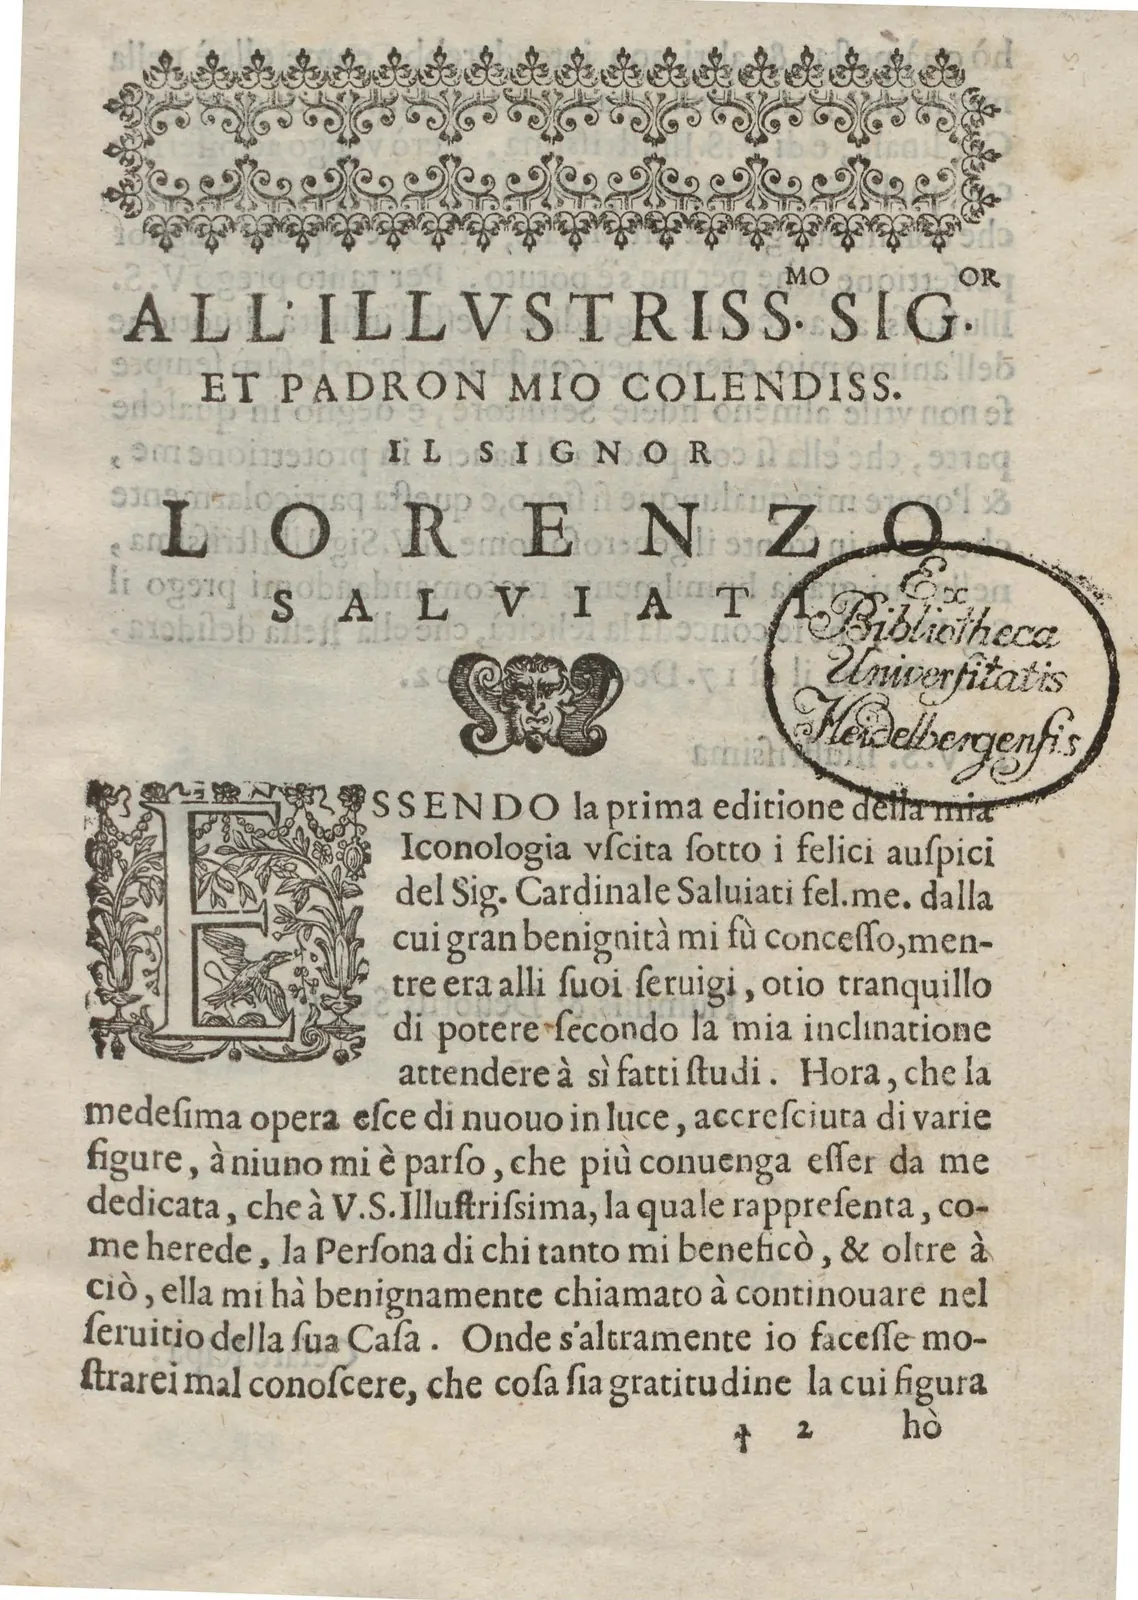 ALL'ILLVSTRISS.MO SIG.OR
ET PADRON MIO COLENDISS.
IL SIGNOR
LORENZO
SALVIATI.
Ex
Bibliotheca
Univerſitatis
Heidelbergenſis
ESSENDO la prima editione della mia
Iconologia vſcita ſotto i felici auſpici
del Sig. Cardinale Saluiati fel.me. dalla
cui gran benignità mi fù conceſſo, men-
tre era alli ſuoi ſeruigi, otio tranquillo
di potere ſecondo la mia inclinatione
attendere à sì fatti ſtudi. Hora, che la
medeſima opera eſce di nuouo in luce, accreſciuta di varie
figure, à niuno mi è parſo, che più conuenga eſſer da me
dedicata, che à V.S.Illuſtriſsima, la quale rappreſenta, co-
me herede, la Perſona di chi tanto mi beneficò, & oltre à
ciò, ella mi hà benignamente chiamato à continouare nel
ſeruitio della ſua Caſa. Onde s'altramente io faceſſe mo-
ſtrarei mal conoſcere, che coſa ſia gratitudine la cui figura
† 2 hò